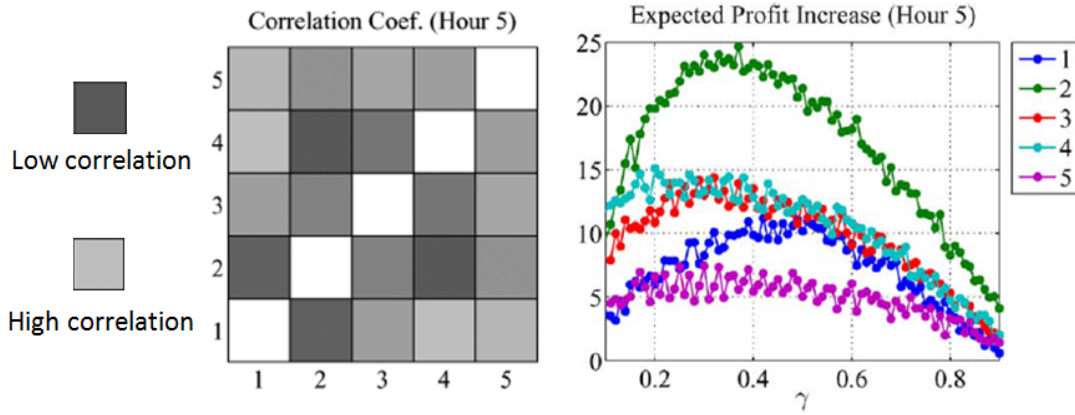 Low correlation
High correlation
Correlation Coef. (Hour 5)
5
4
3
2
1
1 2 3 4 5
Expected Profit Increase (Hour 5)
25
20
15
10
5
0
0.2 0.4 0.6 0.8
γ
1
2
3
4
5